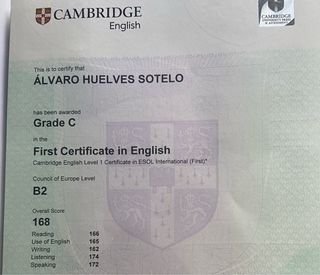 CAMBRIDGE
English
CAMBRIDGE
This is to certify that
ÁLVARO HUELVES SOTELO
has been awarded
Grade C
in the
First Certificate in English
Cambridge English Level 1 Certificate in ESOL International (First)*
Council of Europe Level
B2
Overall Score
168
Reading 166
Use of English 165
Writing 162
Listening 174
Speaking 172